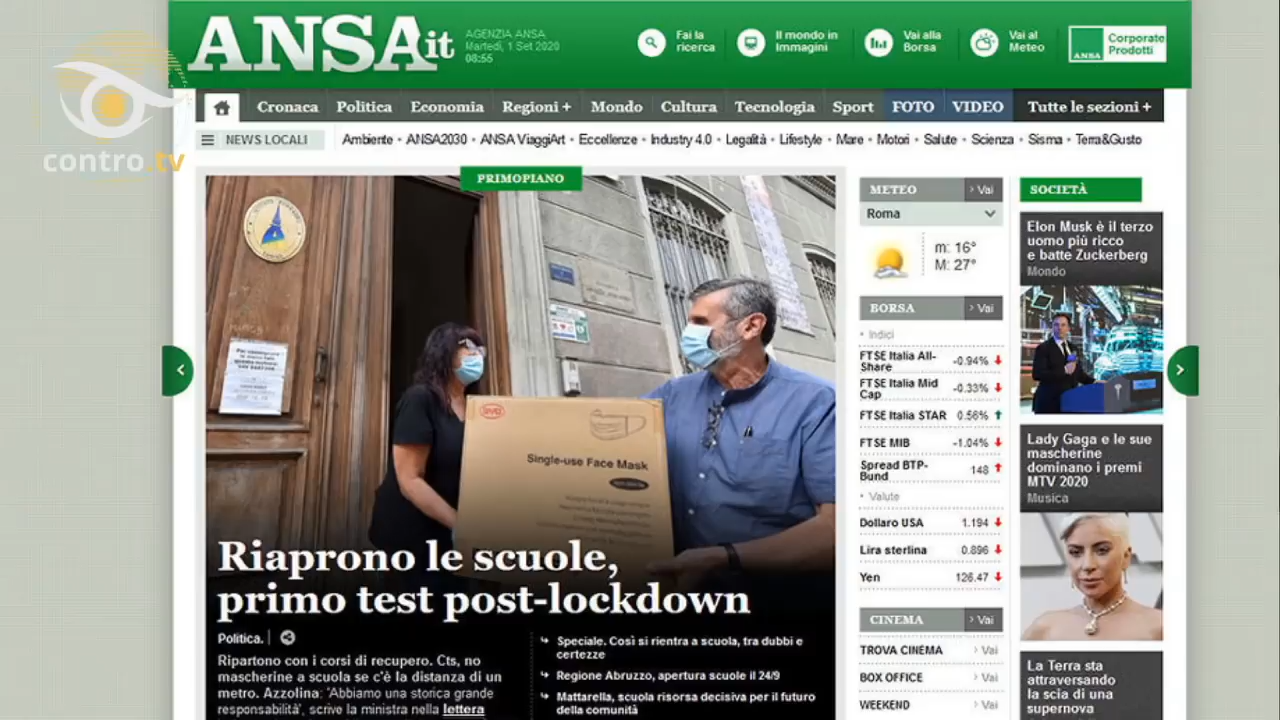 ANSAit
AGENZIA ANSA
Martedì, 1 Set 2020
08:55
Fai la
ricerca
Il mondo in
Immagini
Vai alla
Borsa
Vai al
Meteo
ANSA
Corporate
Prodotti
contro.tv
Cronaca
Politica
Economia
Regioni +
Mondo
Cultura
Tecnologia
Sport
FOTO
VIDEO
Tutte le sezioni +
NEWS LOCALI
Ambiente • ANSA2030 • ANSA ViaggiArt • Eccellenze • Industry 4.0 • Legalità • Lifestyle • Mare • Motori • Salute • Scienza • Sisma • Terra&Gusto
PRIMOPIANO
Single-use Face Mask
Riaprono le scuole,
primo test post-lockdown
Politica.
Ripartono con i corsi di recupero. Cts, no
mascherine a scuola se c'è la distanza di un
metro. Azzolina: 'Abbiamo una storica grande
responsabilità', scrive la ministra nella lettera
Speciale. Così si rientra a scuola, tra dubbi e
certezze
Regione Abruzzo, apertura scuole il 24/9
Mattarella, scuola risorsa decisiva per il futuro
della comunità
METEO › Vai
Roma
m: 16°
M: 27°
BORSA › Vai
• Indici
FTSE Italia All-
Share -0.94%
FTSE Italia Mid
Cap -0.33%
FTSE Italia STAR 0.56%
FTSE MIB -1.04%
Spread BTP-
Bund 148
• Valute
Dollaro USA 1.194
Lira sterlina 0.896
Yen 126.47
CINEMA › Vai
TROVA CINEMA › Vai
BOX OFFICE › Vai
WEEKEND › Vai
SOCIETÀ
Elon Musk è il terzo
uomo più ricco
e batte Zuckerberg
Mondo
Lady Gaga e le sue
mascherine
dominano i premi
MTV 2020
Musica
La Terra sta
attraversando
la scia di una
supernova